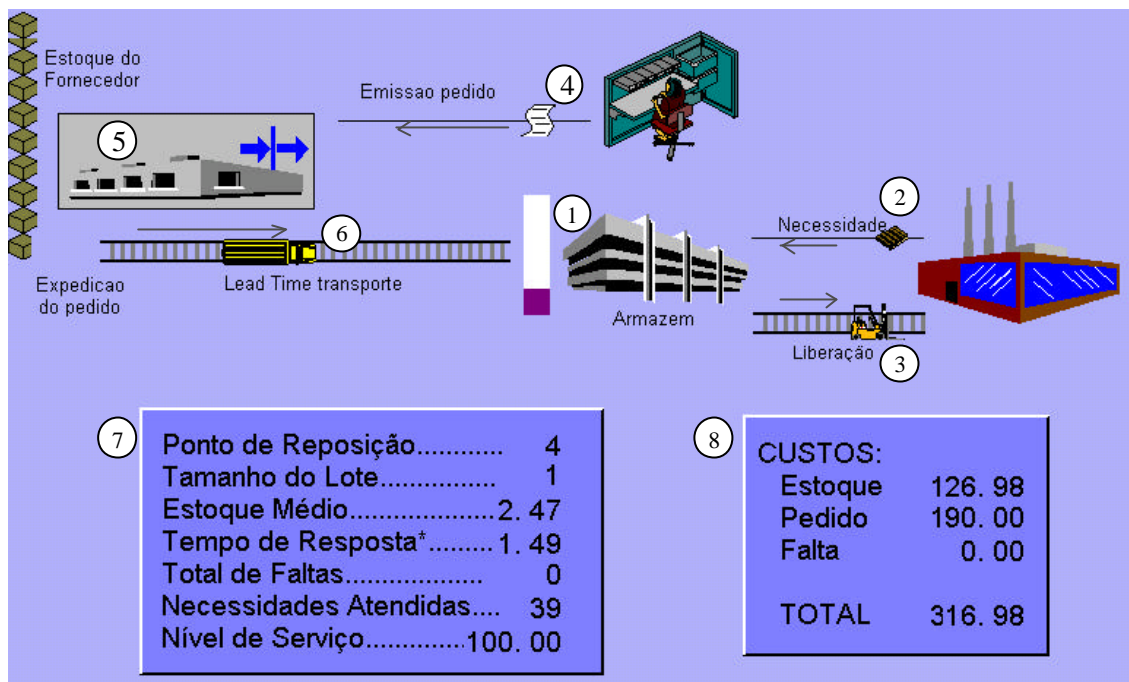 Estoque do
Fornecedor
Emissao pedido
4
5
1
2
Necessidade
6
Expedicao
do pedido
Lead Time transporte
Armazem
Liberação
3
7
Ponto de Reposição............ 4
Tamanho do Lote................ 1
Estoque Médio.....................2. 47
Tempo de Resposta*.........1. 49
Total de Faltas................... 0
Necessidades Atendidas.... 39
Nível de Serviço..............100. 00
8
CUSTOS:
Estoque 126. 98
Pedido 190. 00
Falta 0. 00
TOTAL 316. 98